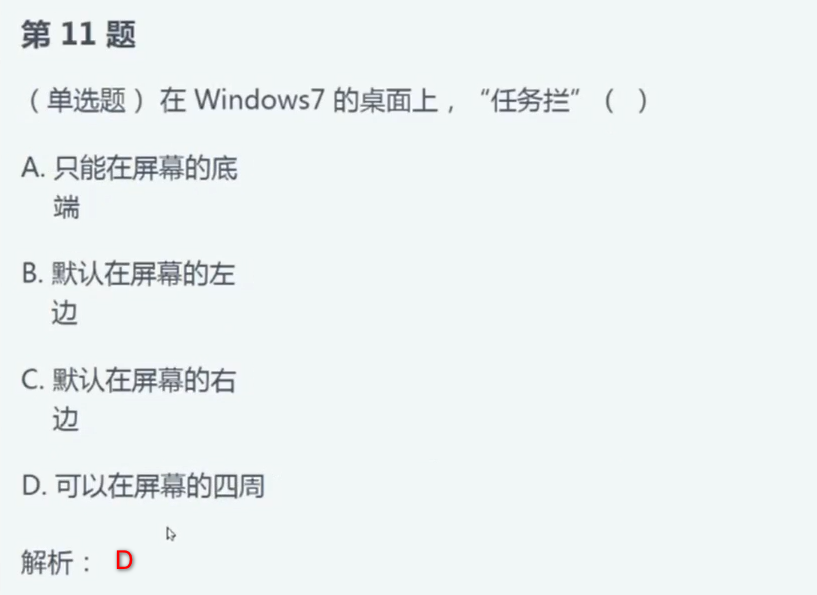 第 11 题
（单选题）在 Windows7 的桌面上，“任务拦”（ ）
A. 只能在屏幕的底
端
B. 默认在屏幕的左
边
C. 默认在屏幕的右
边
D. 可以在屏幕的四周
解析： D